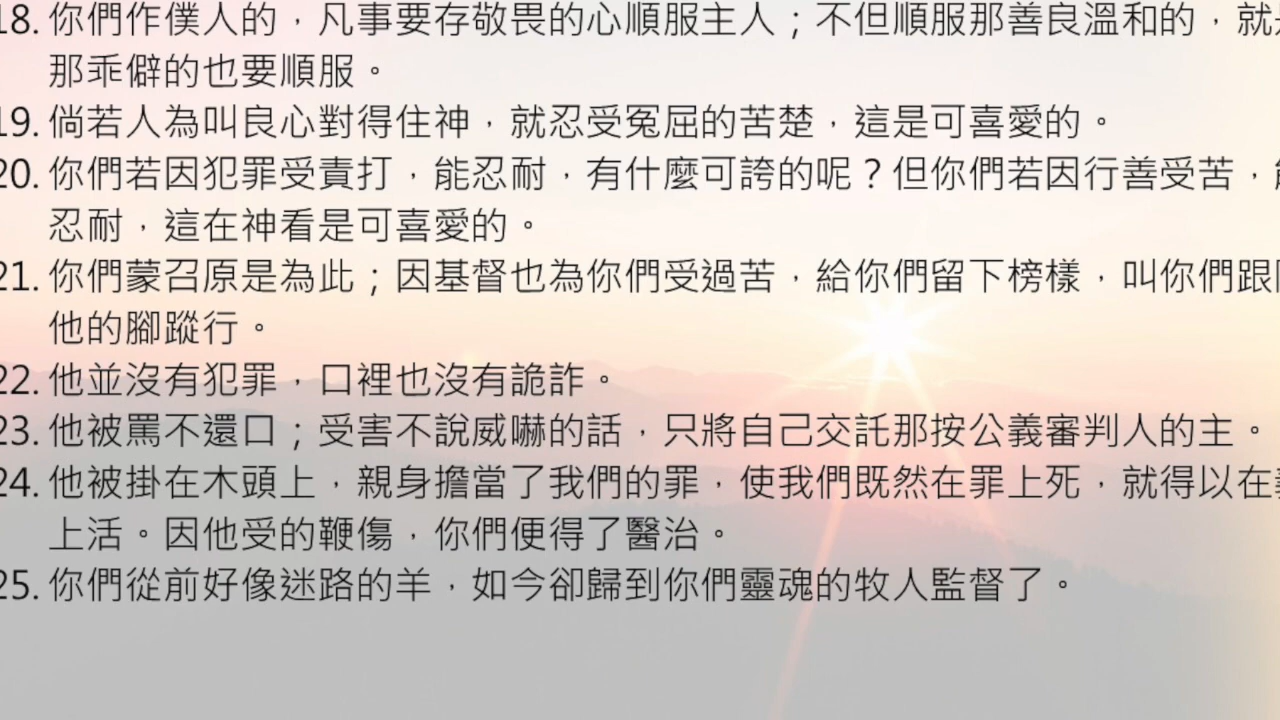 18. 你們作僕人的，凡事要存敬畏的心順服主人；不但順服那善良溫和的，就
那乖僻的也要順服。
19. 倘若人為叫良心對得住神，就忍受冤屈的苦楚，這是可喜愛的。
20. 你們若因犯罪受責打，能忍耐，有什麼可誇的呢？但你們若因行善受苦，
忍耐，這在神看是可喜愛的。
21. 你們蒙召原是為此；因基督也為你們受過苦，給你們留下榜樣，叫你們跟
他的腳蹤行。
22. 他並沒有犯罪，口裡也沒有詭詐。
23. 他被罵不還口；受害不說威嚇的話，只將自己交託那按公義審判人的主。
24. 他被掛在木頭上，親身擔當了我們的罪，使我們既然在罪上死，就得以在
上活。因他受的鞭傷，你們便得了醫治。
25. 你們從前好像迷路的羊，如今卻歸到你們靈魂的牧人監督了。